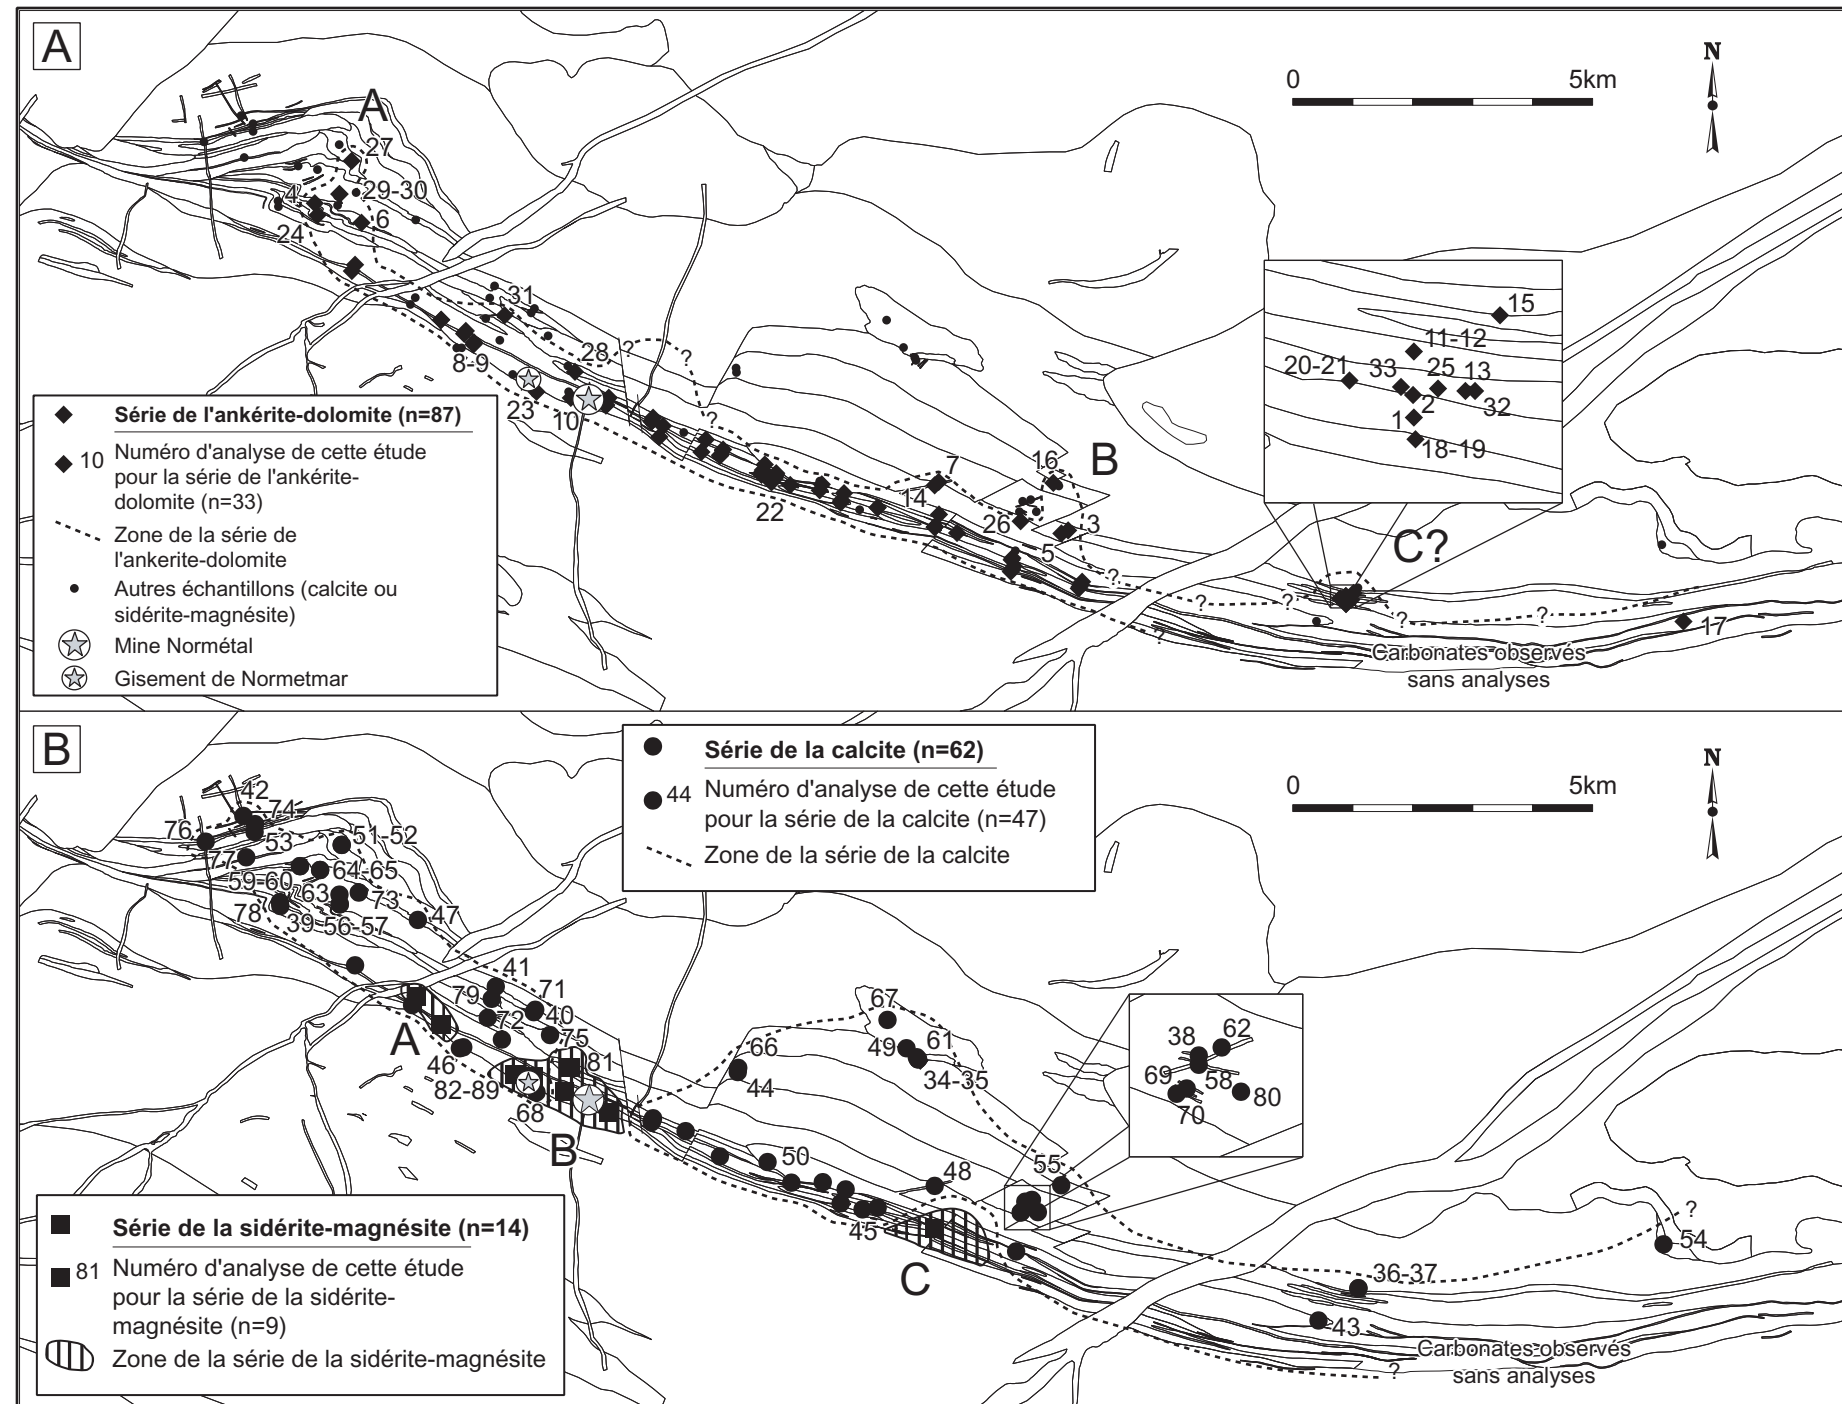 A
N
0 5km
A
27
4 29-30
24 6
31
28
? ?
8-9
23 10
?
Série de l'ankérite-dolomite (n=87)
10 Numéro d'analyse de cette étude
pour la série de l'ankérite-
dolomite (n=33)
Zone de la série de
l'ankerite-dolomite
Autres échantillons (calcite ou
sidérite-magnésite)
Mine Normétal
Gisement de Normetmar
22
7
14
16
B
26 3
5
?
?
?
?
?
?
15
11-12
20-21 33 25 13
1 2 32
18-19
C?
17
Carbonates observés
sans analyses
B
Série de la calcite (n=62)
44 Numéro d'analyse de cette étude
pour la série de la calcite (n=47)
Zone de la série de la calcite
N
0 5km
42
74
76 53 51-52
77
59-60 64-65
63 73
78 39 56-57 47
41
79 71
72 40
A 75
46 81
82-89
68
B
67
66 49 61
44 34-35
50
48
55
45
C
38 62
69 58
70 80
?
54
36-37
43
Carbonates observés
sans analyses
?
Série de la sidérite-magnésite (n=14)
81 Numéro d'analyse de cette étude
pour la série de la sidérite-
magnésite (n=9)
Zone de la série de la sidérite-magnésite